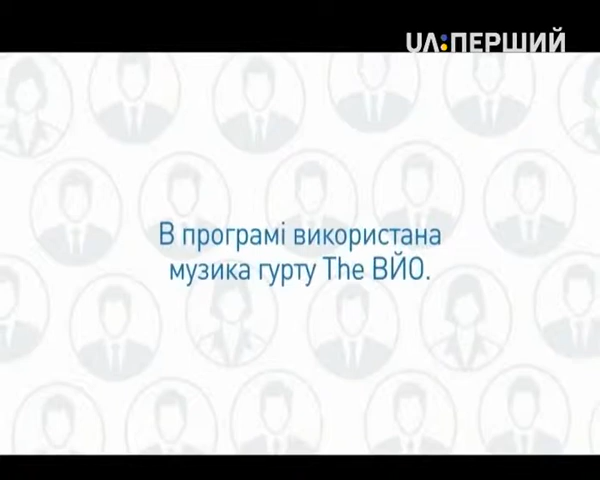 UA:ПЕРШИЙ
В програмі використана
музика гурту The ВЙО.